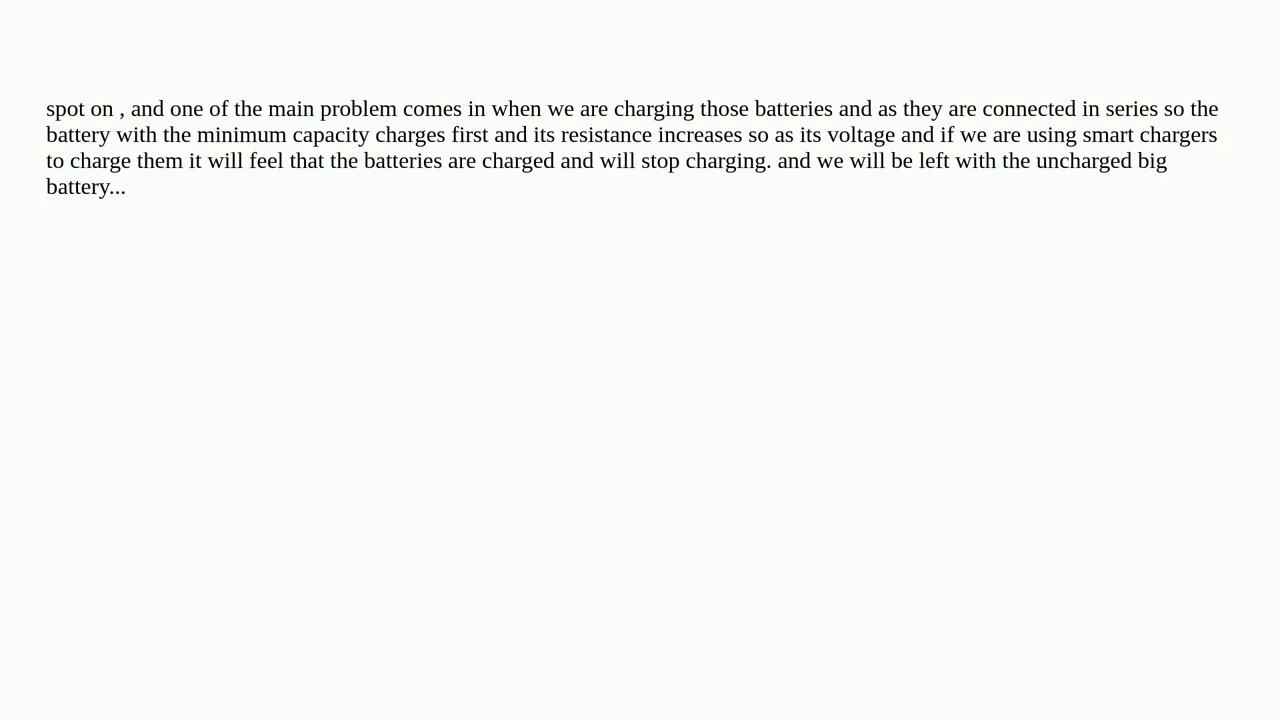 spot on , and one of the main problem comes in when we are charging those batteries and as they are connected in series so the
battery with the minimum capacity charges first and its resistance increases so as its voltage and if we are using smart chargers
to charge them it will feel that the batteries are charged and will stop charging. and we will be left with the uncharged big
battery...